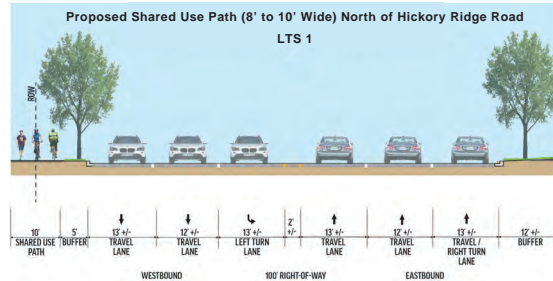 Proposed Shared Use Path (8' to 10' Wide) North of Hickory Ridge Road
LTS 1
ROW
10' 5' 13' +/- 12' +/- 13' +/- 2' +/- 13' +/- 12' +/- 13' +/- 12' +/-
SHARED USE PATH
BUFFER
TRAVEL LANE
TRAVEL LANE
LEFT TURN LANE
TRAVEL LANE
TRAVEL LANE
TRAVEL / RIGHT TURN LANE
BUFFER
WESTBOUND 100' RIGHT-OF-WAY EASTBOUND